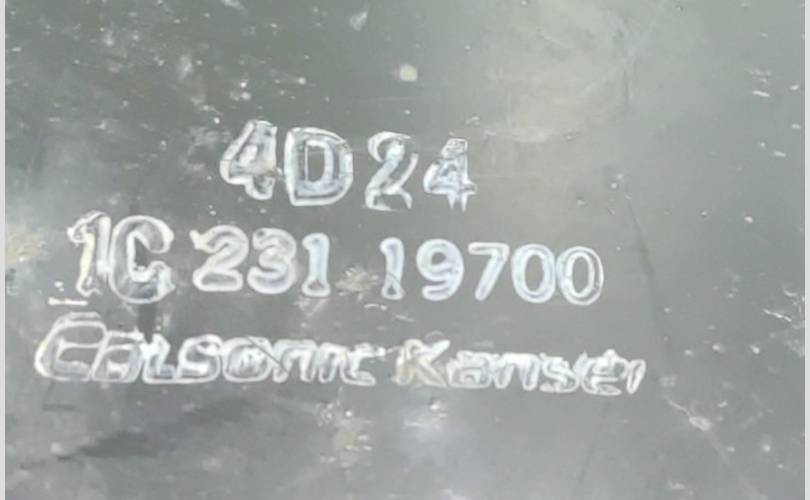 4D24
1C 231 19700
Calsonic Kansei